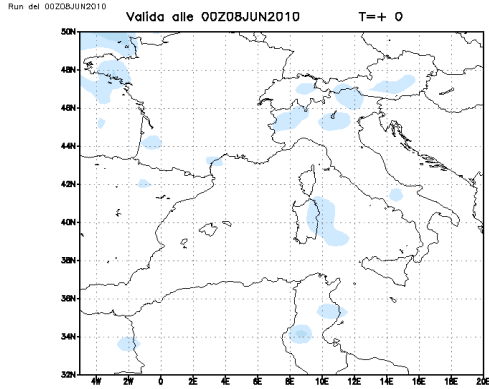 Run del 00Z08JUN2010
Valida alle 00Z08JUN2010 T=+ 0
50N
48N
46N
44N
42N
40N
38N
36N
34N
32N
4W 2W 0 2E 4E 6E 8E 10E 12E 14E 16E 18E 20E